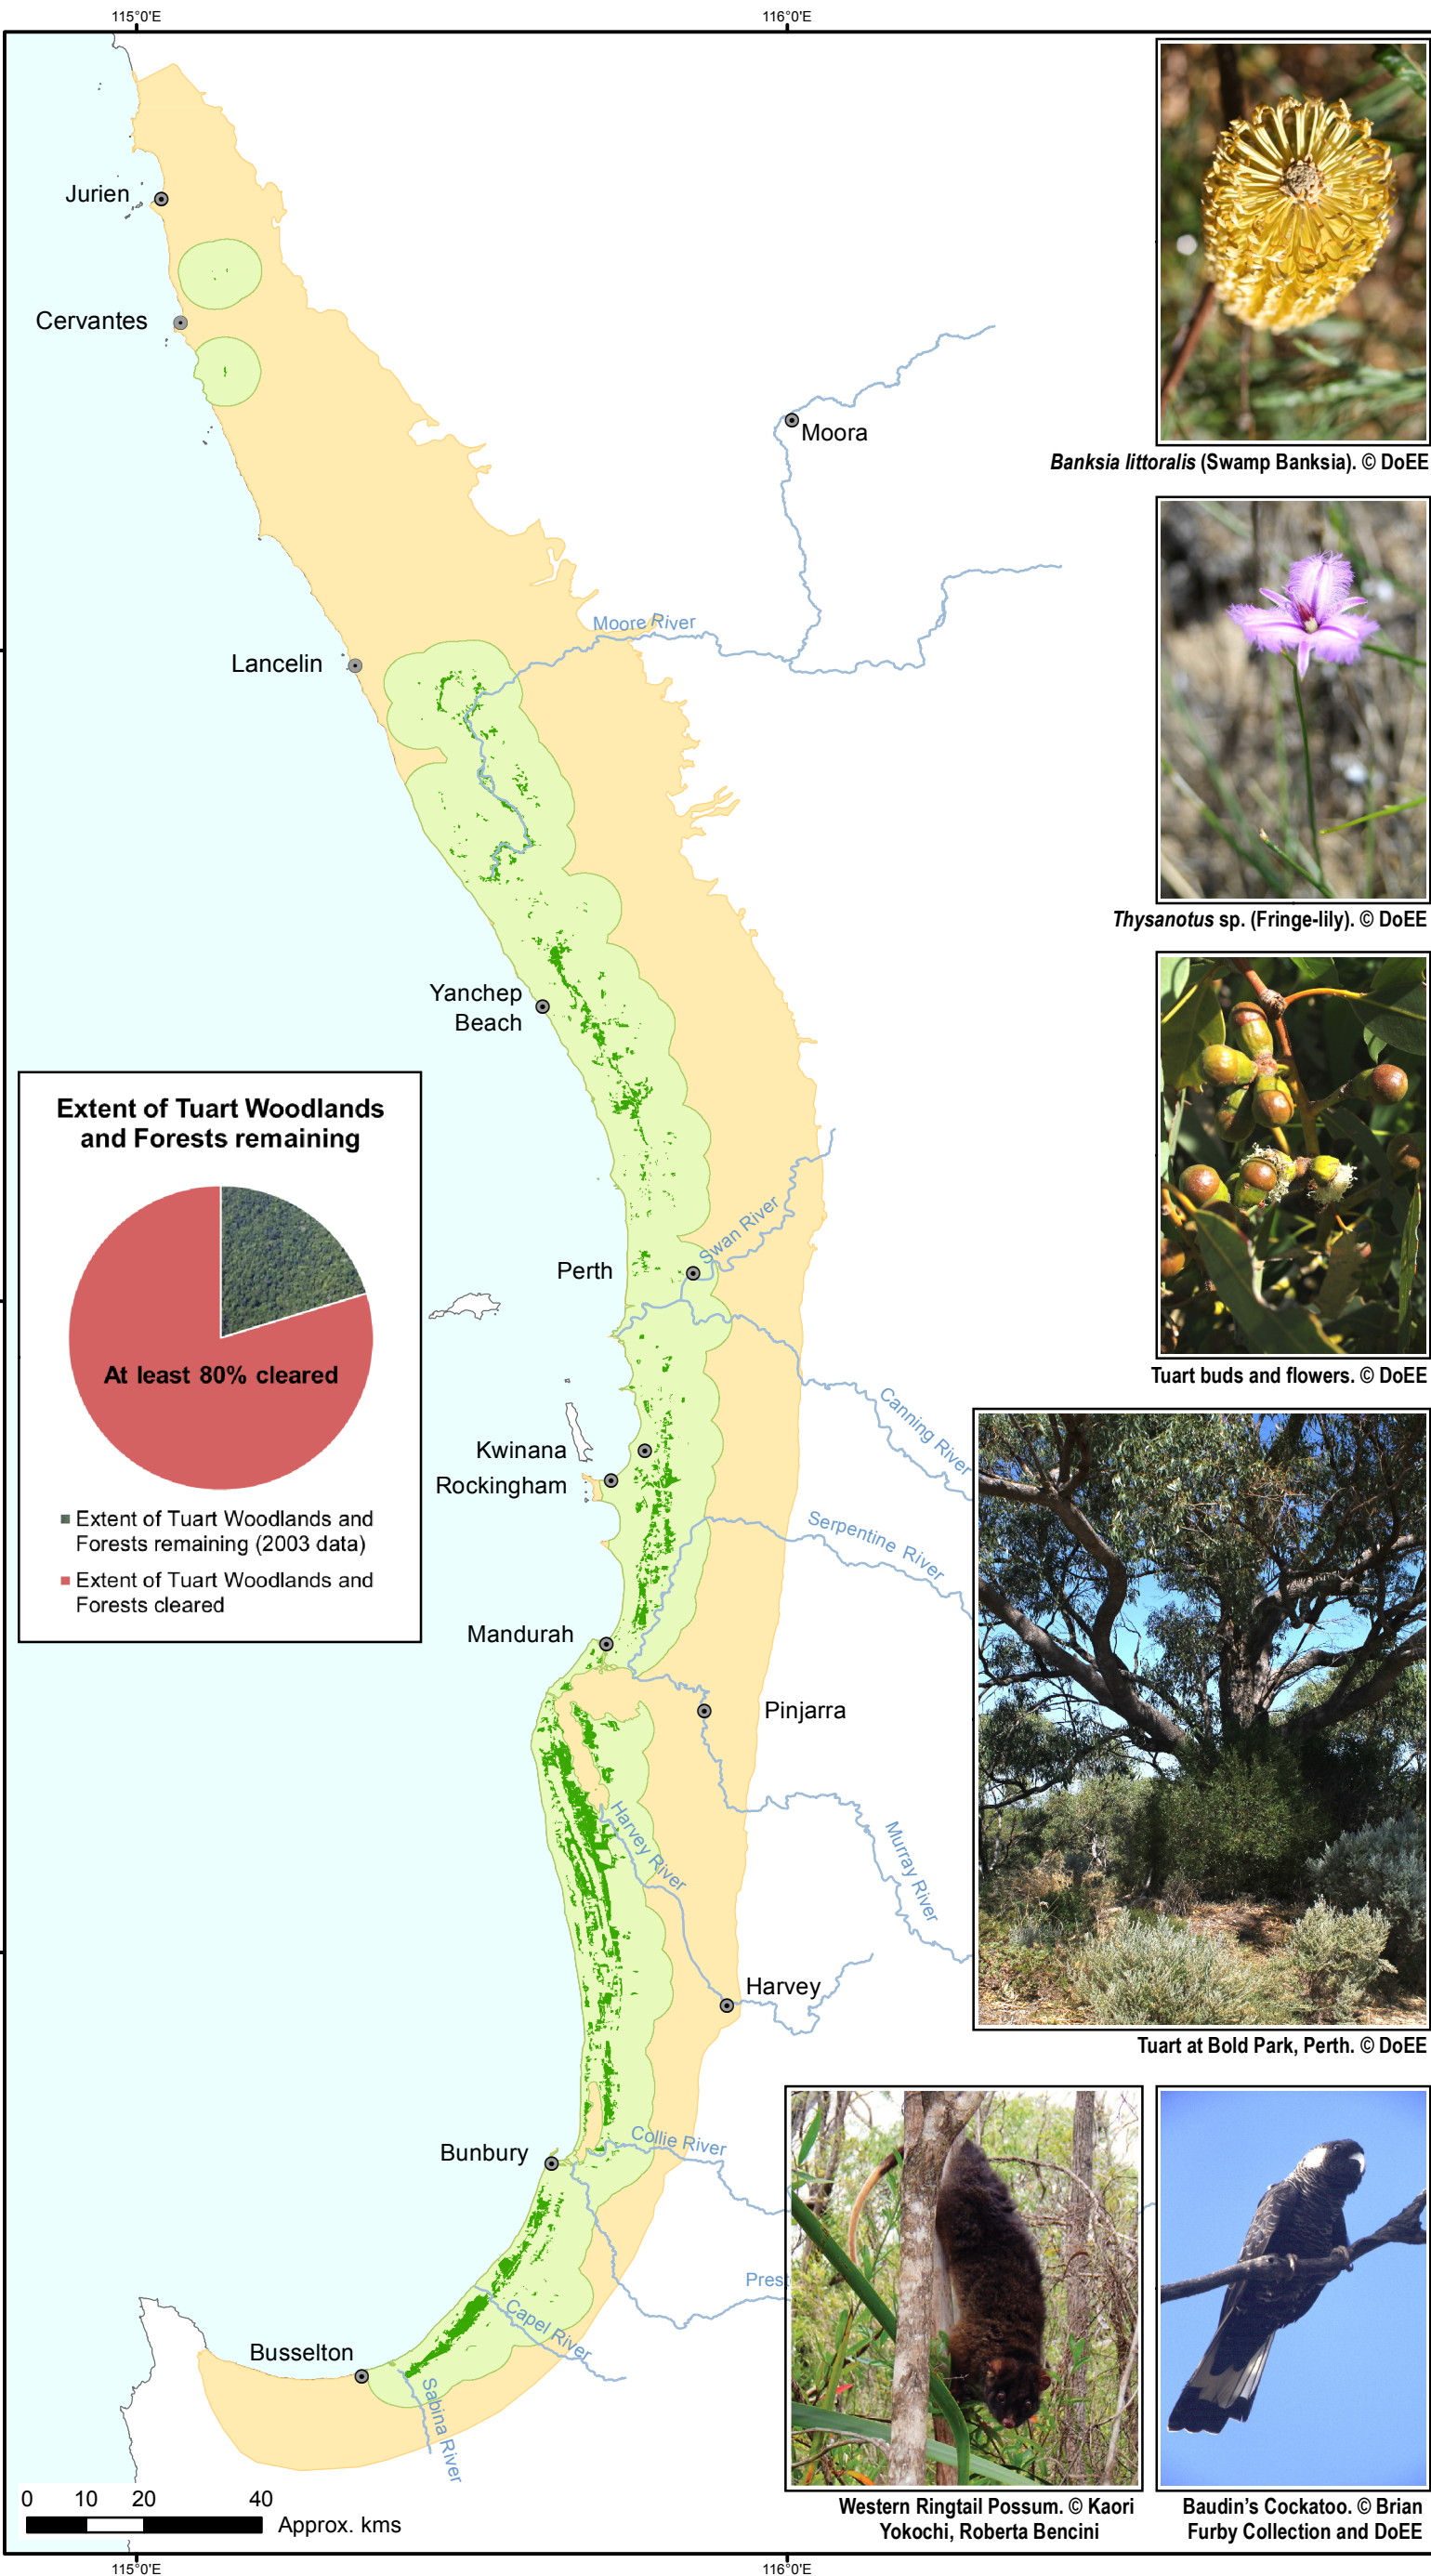 115°0'E
116°0'E
Jurien
Cervantes
Moora
Banksia littoralis (Swamp Banksia). © DoEE
Moore River
Lancelin
Thysanotus sp. (Fringe-lily). © DoEE
Yanchep
Beach
Extent of Tuart Woodlands
and Forests remaining
At least 80% cleared
Extent of Tuart Woodlands and
Forests remaining (2003 data)
Extent of Tuart Woodlands and
Forests cleared
Swan River
Perth
Tuart buds and flowers. © DoEE
Canning River
Kwinana
Rockingham
Serpentine River
Mandurah
Pinjarra
Harvey River
Murray River
Harvey
Tuart at Bold Park, Perth. © DoEE
Collie River
Bunbury
Prest
Capel River
Busselton
Sabina River
0 10 20 40
Approx. kms
Western Ringtail Possum. © Kaori
Yokochi, Roberta Bencini
Baudin's Cockatoo. © Brian
Furby Collection and DoEE
115°0'E
116°0'E